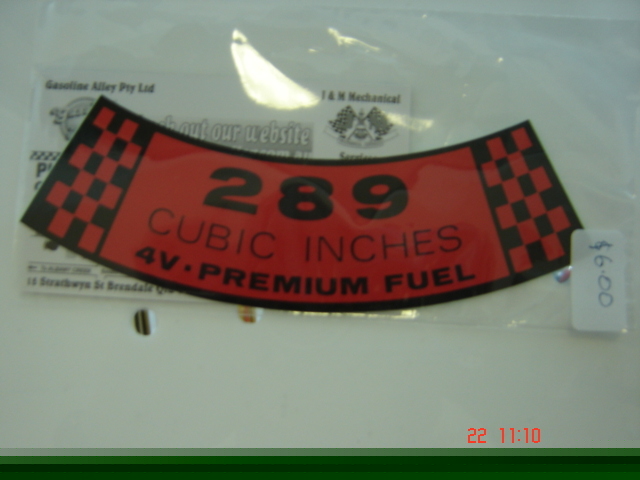 Gasoline Alley Pty Ltd
J & M Mechanical
out our website
289
CUBIC INCHES
4V·PREMIUM FUEL
$6.00
22 11:10